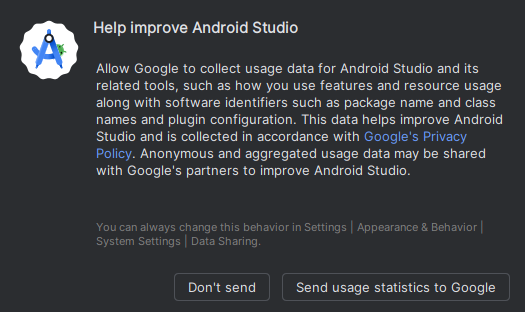 Help improve Android Studio
Allow Google to collect usage data for Android Studio and its
related tools, such as how you use features and resource usage
along with software identifiers such as package name and class
names and plugin configuration. This data helps improve Android
Studio and is collected in accordance with Google's Privacy
Policy. Anonymous and aggregated usage data may be shared
with Google's partners to improve Android Studio.
You can always change this behavior in Settings | Appearance & Behavior |
System Settings | Data Sharing.
Don't send
Send usage statistics to Google